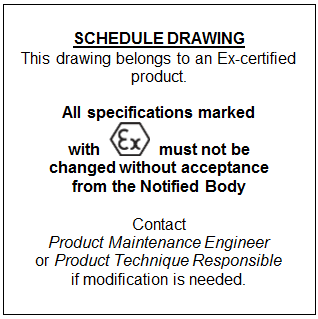 SCHEDULE DRAWING
This drawing belongs to an Ex-certified
product.
All specifications marked
with Ex must not be
changed without acceptance
from the Notified Body
Contact
Product Maintenance Engineer
or Product Technique Responsible
if modification is needed.